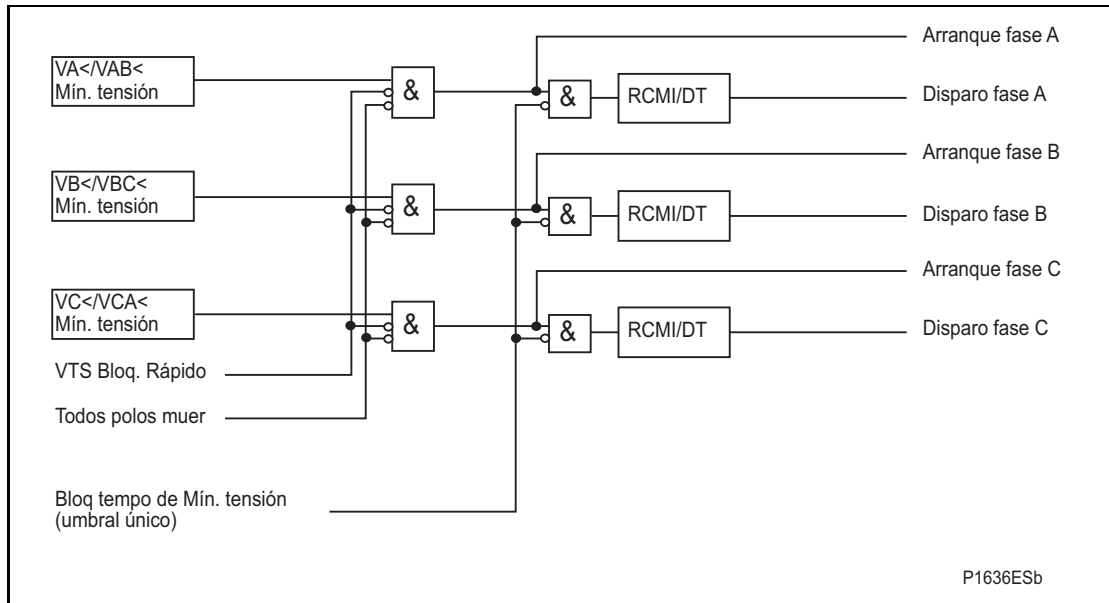 Arranque fase A
VA</VAB<
Mín. tensión
&
&
RCMI/DT
Disparo fase A
Arranque fase B
VB</VBC<
Mín. tensión
&
&
RCMI/DT
Disparo fase B
Arranque fase C
VC</VCA<
Mín. tensión
&
&
RCMI/DT
Disparo fase C
VTS Bloq. Rápido
Todos polos muer
Bloq tempo de Mín. tensión
(umbral único)
P1636ESb